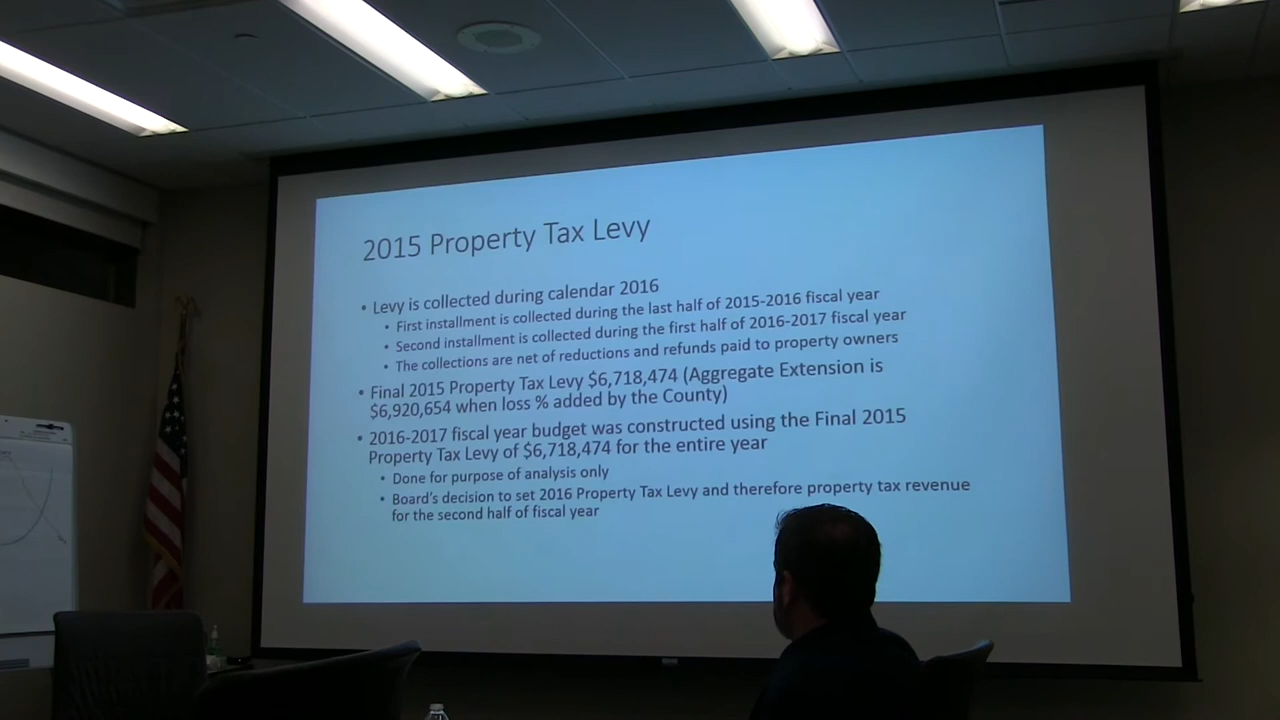 2015 Property Tax Levy
• Levy is collected during calendar 2016
• First installment is collected during the last half of 2015-2016 fiscal year
• Second installment is collected during the first half of 2016-2017 fiscal year
• The collections are net of reductions and refunds paid to property owners
• Final 2015 Property Tax Levy $6,718,474 (Aggregate Extension is
$6,920,654 when loss % added by the County)
• 2016-2017 fiscal year budget was constructed using the Final 2015
Property Tax Levy of $6,718,474 for the entire year
• Done for purpose of analysis only
• Board's decision to set 2016 Property Tax Levy and therefore property tax revenue
for the second half of fiscal year